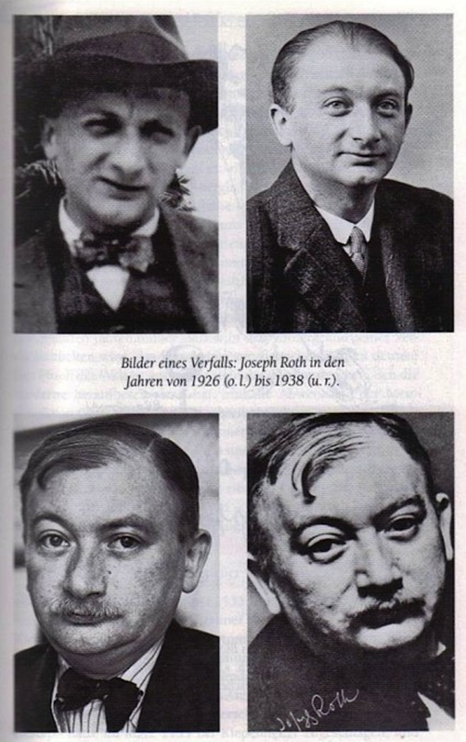 Bilder eines Verfalls: Joseph Roth in den
Jahren von 1926 (o. l.) bis 1938 (u. r.).
Joseph Roth